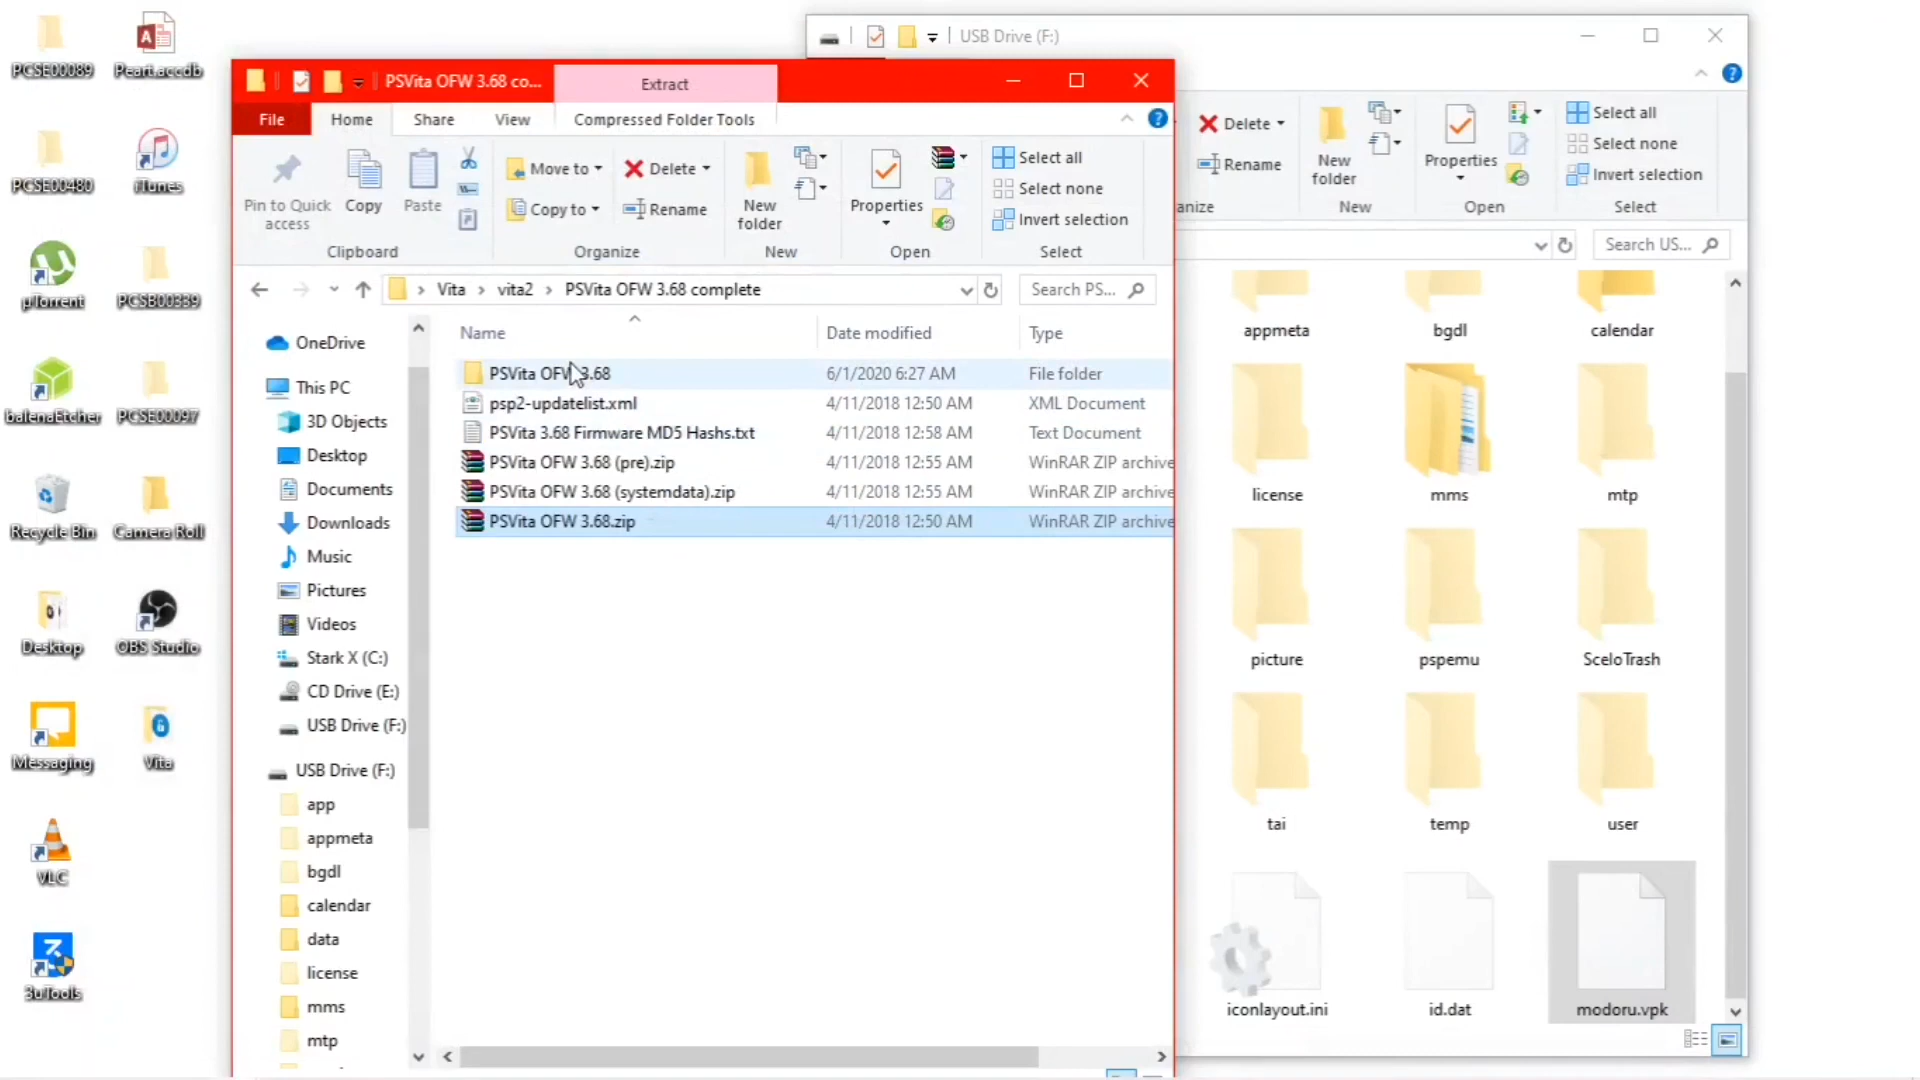 PCSE00089
Peart.accdb
PCSE00480
iTunes
µTorrent
PCSB00339
balenaEtcher
PCSE00097
Recycle Bin
Camera Roll
Desktop
OBS Studio
Messaging
Vita
VLC
3uTools
USB Drive (F:)
Delete
Rename
New
folder
Properties
Select all
Select none
Invert selection
anize
New
Open
Select
Search US...
appmeta
bgdl
calendar
license
mms
mtp
picture
pspemu
SceIoTrash
tai
temp
user
iconlayout.ini
id.dat
modoru.vpk
PSVita OFW 3.68 co...
Extract
File
Home
Share
View
Compressed Folder Tools
Pin to Quick
access
Copy
Paste
Move to
Copy to
Delete
Rename
New
folder
Properties
Select all
Select none
Invert selection
Clipboard
Organize
New
Open
Select
Vita › vita2 › PSVita OFW 3.68 complete
Search PS...
OneDrive
This PC
3D Objects
Desktop
Documents
Downloads
Music
Pictures
Videos
Stark X (C:)
CD Drive (E:)
USB Drive (F:)
USB Drive (F:)
app
appmeta
bgdl
calendar
data
license
mms
mtp
Name Date modified Type
PSVita OFW 3.68 6/1/2020 6:27 AM File folder
psp2-updatelist.xml 4/11/2018 12:50 AM XML Document
PSVita 3.68 Firmware MD5 Hashs.txt 4/11/2018 12:58 AM Text Document
PSVita OFW 3.68 (pre).zip 4/11/2018 12:55 AM WinRAR ZIP archive
PSVita OFW 3.68 (systemdata).zip 4/11/2018 12:55 AM WinRAR ZIP archive
PSVita OFW 3.68.zip 4/11/2018 12:50 AM WinRAR ZIP archive